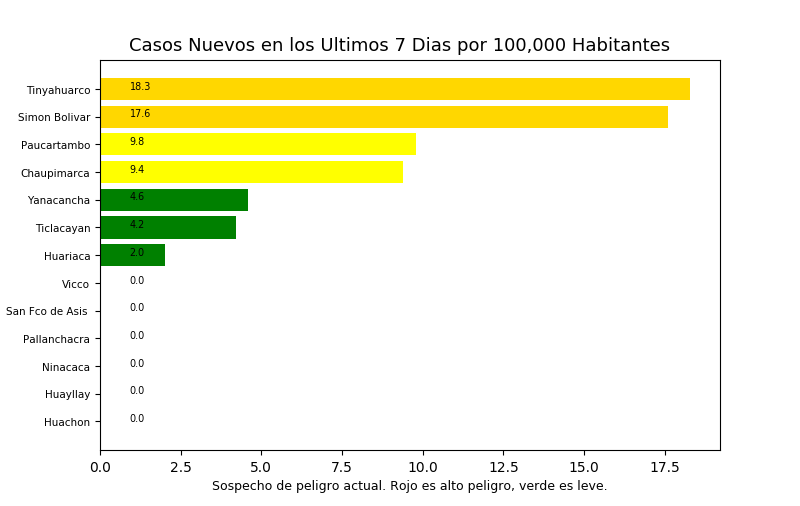 Casos Nuevos en los Ultimos 7 Dias por 100,000 Habitantes
Tinyahuarco 18.3
Simon Bolivar 17.6
Paucartambo 9.8
Chaupimarca 9.4
Yanacancha 4.6
Ticlacayan 4.2
Huariaca 2.0
Vicco 0.0
San Fco de Asis 0.0
Pallanchacra 0.0
Ninacaca 0.0
Huayllay 0.0
Huachon 0.0
0.0 2.5 5.0 7.5 10.0 12.5 15.0 17.5
Sospecho de peligro actual. Rojo es alto peligro, verde es leve.